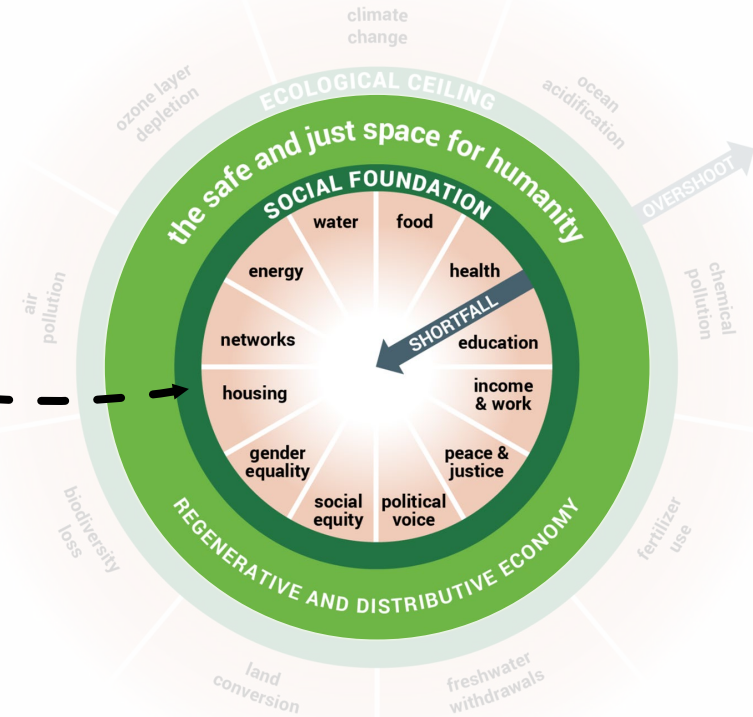 climate
change
ozone layer
depletion
ocean
acidification
ECOLOGICAL CEILING
the safe and just space for humanity
OVERSHOOT
SOCIAL FOUNDATION
water
food
energy
health
air
pollution
chemical
pollution
SHORTFALL
networks
education
housing
income
& work
gender
equality
peace &
justice
social
equity
political
voice
biodiversity
loss
fertilizer
use
REGENERATIVE AND DISTRIBUTIVE ECONOMY
land
conversion
freshwater
withdrawals